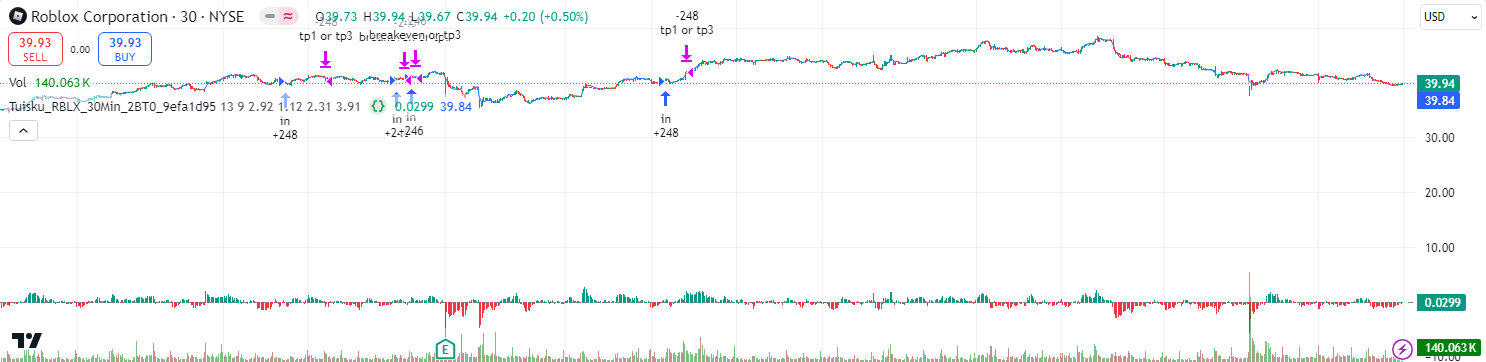 Roblox Corporation · 30 · NYSE
O39.73 H39.94 L39.67 C39.94 +0.20 (+0.50%)
USD
39.93
SELL
0.00
39.93
BUY
Vol 140.063 K
Tuisku_RBLX_30Min_2BT0_9efa1d95 13 9 2.92 1.12 2.31 3.91
0.0299 39.84
-248
tp1 or tp3
breakeven or tp3
-248
tp1 or tp3
in
+248
in
in
+246
in
+248
39.94
39.84
30.00
20.00
10.00
0.0299
E
140.063 K
−10.00